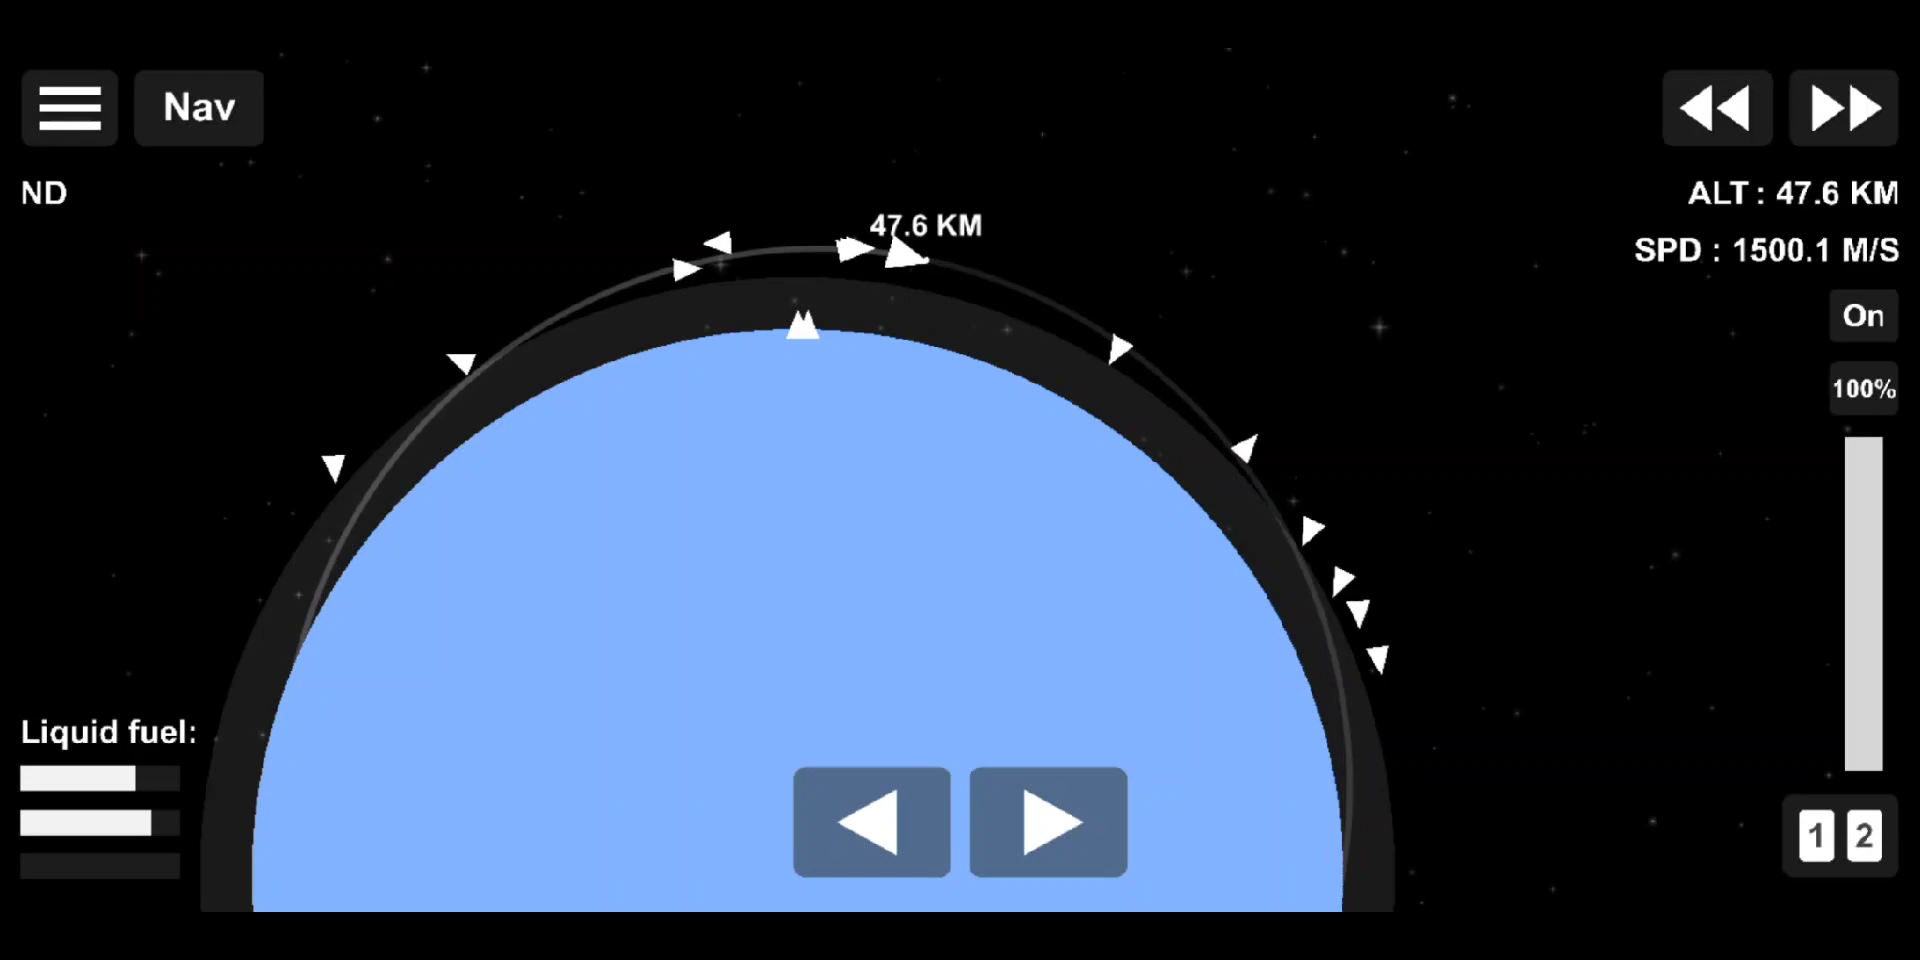 Nav
ND
47.6 KM
ALT : 47.6 KM
SPD : 1500.1 M/S
On
100%
Liquid fuel:
1 2